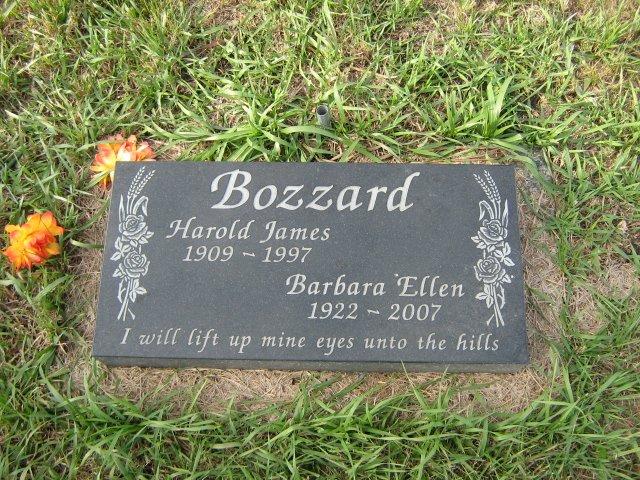 Bozzard
Harold James
1909 ~ 1997
Barbara Ellen
1922 ~ 2007
I will lift up mine eyes unto the hills